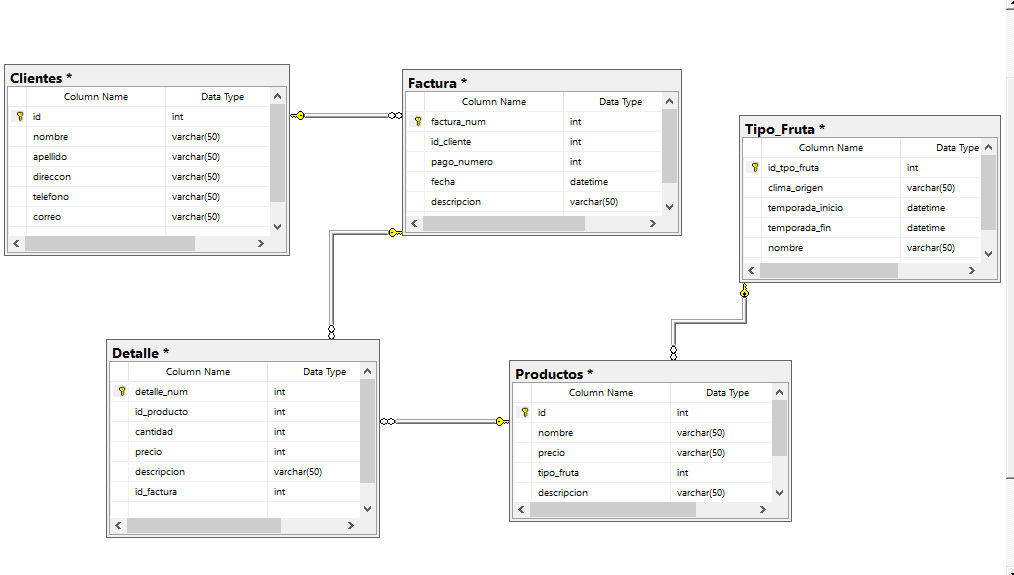 Clientes *
Column Name Data Type
id int
nombre varchar(50)
apellido varchar(50)
direccon varchar(50)
telefono varchar(50)
correo varchar(50)
Factura *
Column Name Data Type
factura_num int
id_cliente int
pago_numero int
fecha datetime
descripcion varchar(50)
Tipo_Fruta *
Column Name Data Type
id_tpo_fruta int
clima_origen varchar(50)
temporada_inicio datetime
temporada_fin datetime
nombre varchar(50)
Detalle *
Column Name Data Type
detalle_num int
id_producto int
cantidad int
precio int
descripcion varchar(50)
id_factura int
Productos *
Column Name Data Type
id int
nombre varchar(50)
precio varchar(50)
tipo_fruta int
descripcion varchar(50)